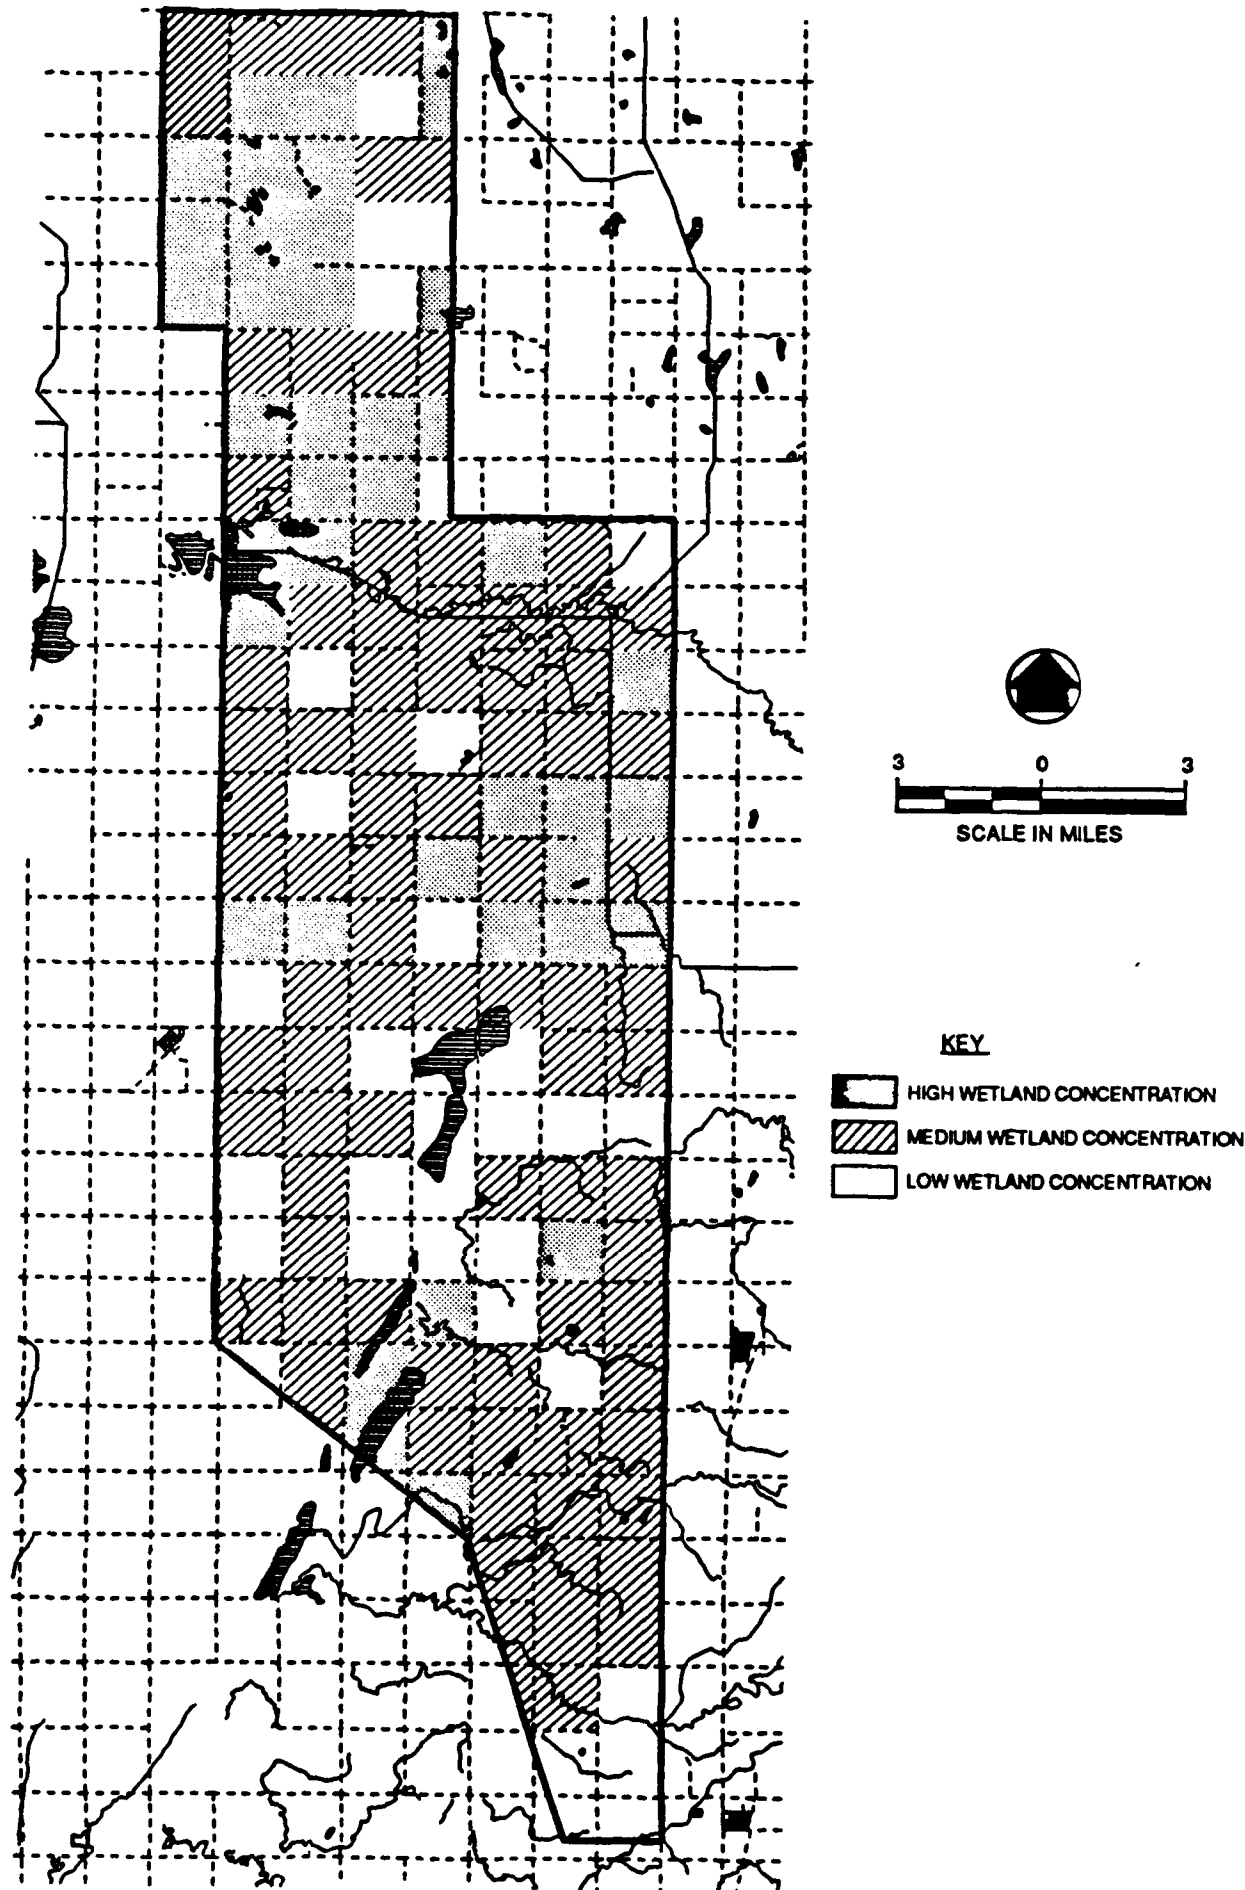 3 0 3
SCALE IN MILES
KEY
HIGH WETLAND CONCENTRATION
MEDIUM WETLAND CONCENTRATION
LOW WETLAND CONCENTRATION